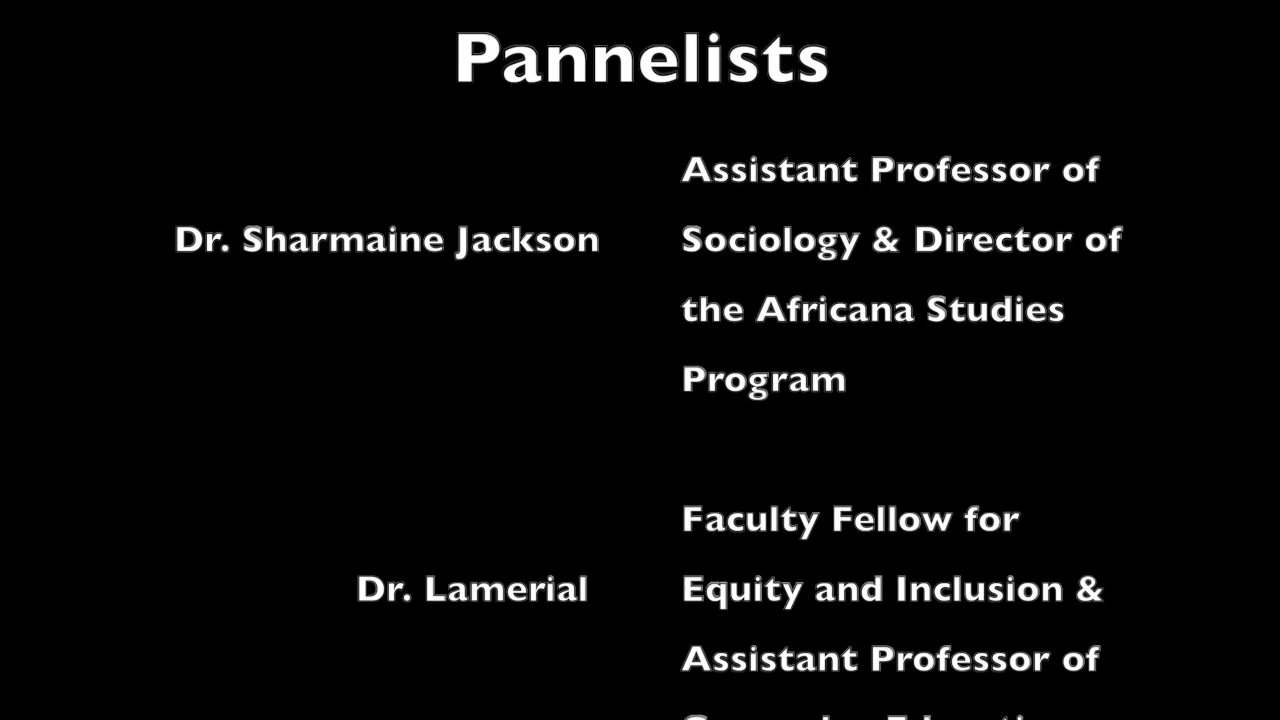 Pannelists
Assistant Professor of
Dr. Sharmaine Jackson
Sociology & Director of
the Africana Studies
Program
Faculty Fellow for
Dr. Lamerial
Equity and Inclusion &
Assistant Professor of